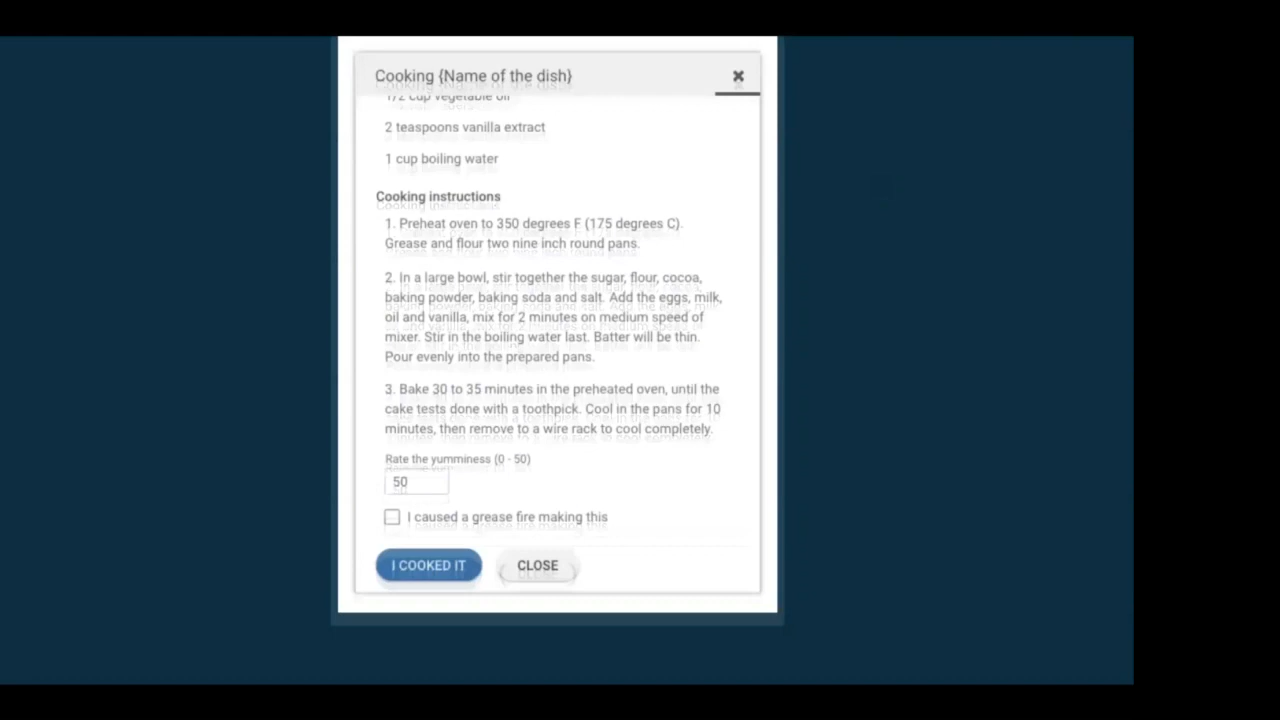 Cooking {Name of the dish}
1/2 cup vegetable oil
2 teaspoons vanilla extract
1 cup boiling water
Cooking instructions
1. Preheat oven to 350 degrees F (175 degrees C).
Grease and flour two nine inch round pans.
2. In a large bowl, stir together the sugar, flour, cocoa,
baking powder, baking soda and salt. Add the eggs, milk,
oil and vanilla, mix for 2 minutes on medium speed of
mixer. Stir in the boiling water last. Batter will be thin.
Pour evenly into the prepared pans.
3. Bake 30 to 35 minutes in the preheated oven, until the
cake tests done with a toothpick. Cool in the pans for 10
minutes, then remove to a wire rack to cool completely.
Rate the yumminess (0 - 50)
50
I caused a grease fire making this
I COOKED IT CLOSE